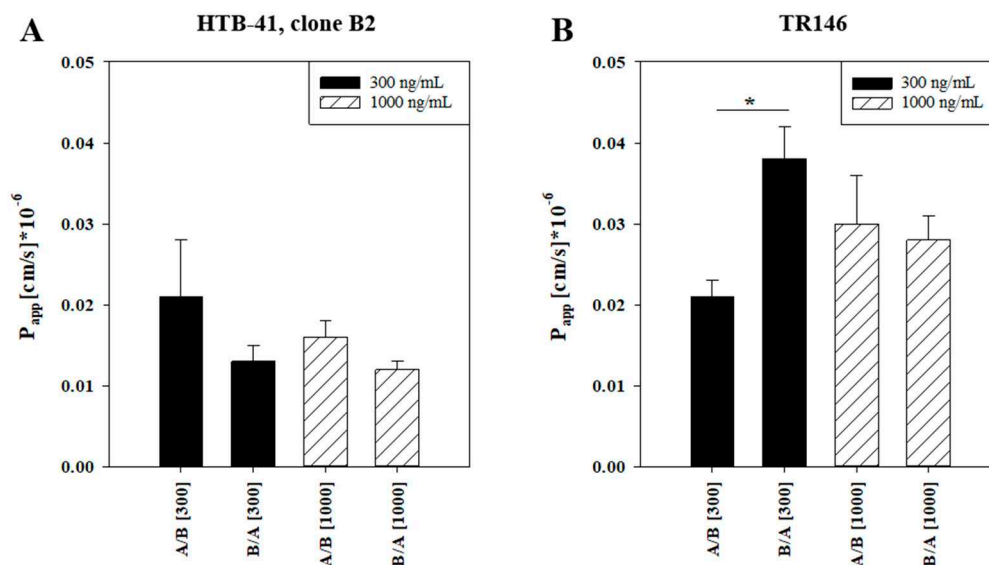 A
HTB-41, clone B2
300 ng/mL
1000 ng/mL
P_app [cm/s]*10^-6
0.05
0.04
0.03
0.02
0.01
0.00
A/B [300]
B/A [300]
A/B [1000]
B/A [1000]
B
TR146
300 ng/mL
1000 ng/mL
*
P_app [cm/s]*10^-6
0.05
0.04
0.03
0.02
0.01
0.00
A/B [300]
B/A [300]
A/B [1000]
B/A [1000]